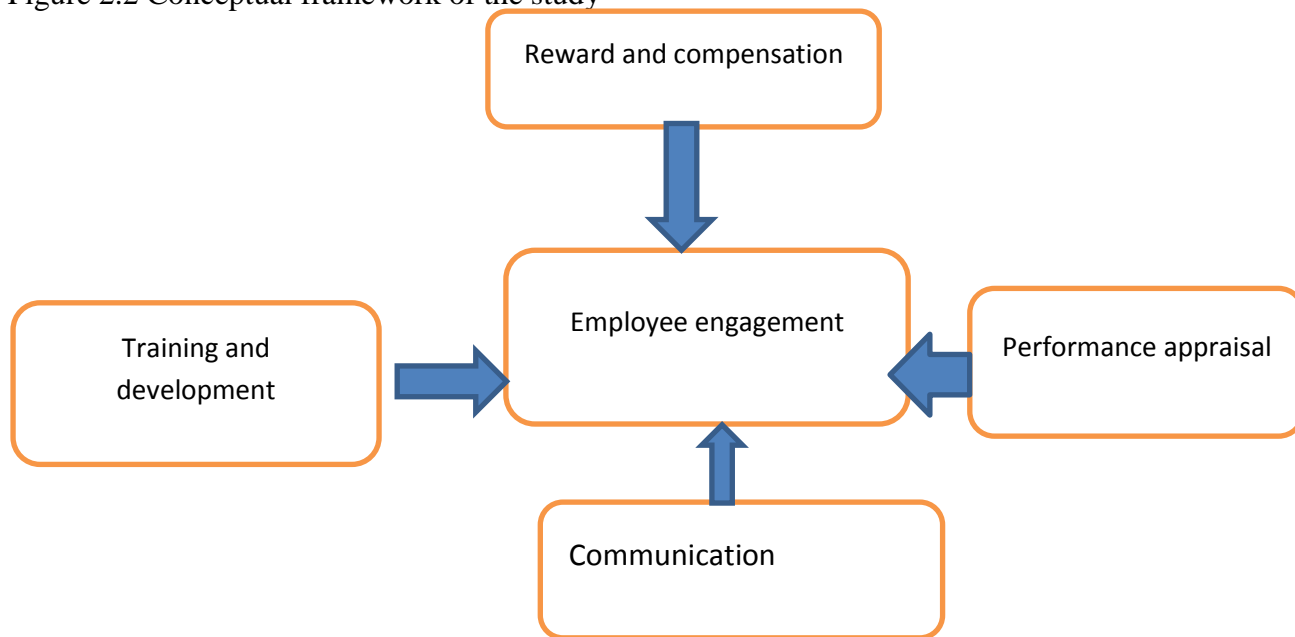 Figure 2.2 Conceptual framework of the study
Reward and compensation
Employee engagement
Training and
development
Performance appraisal
Communication